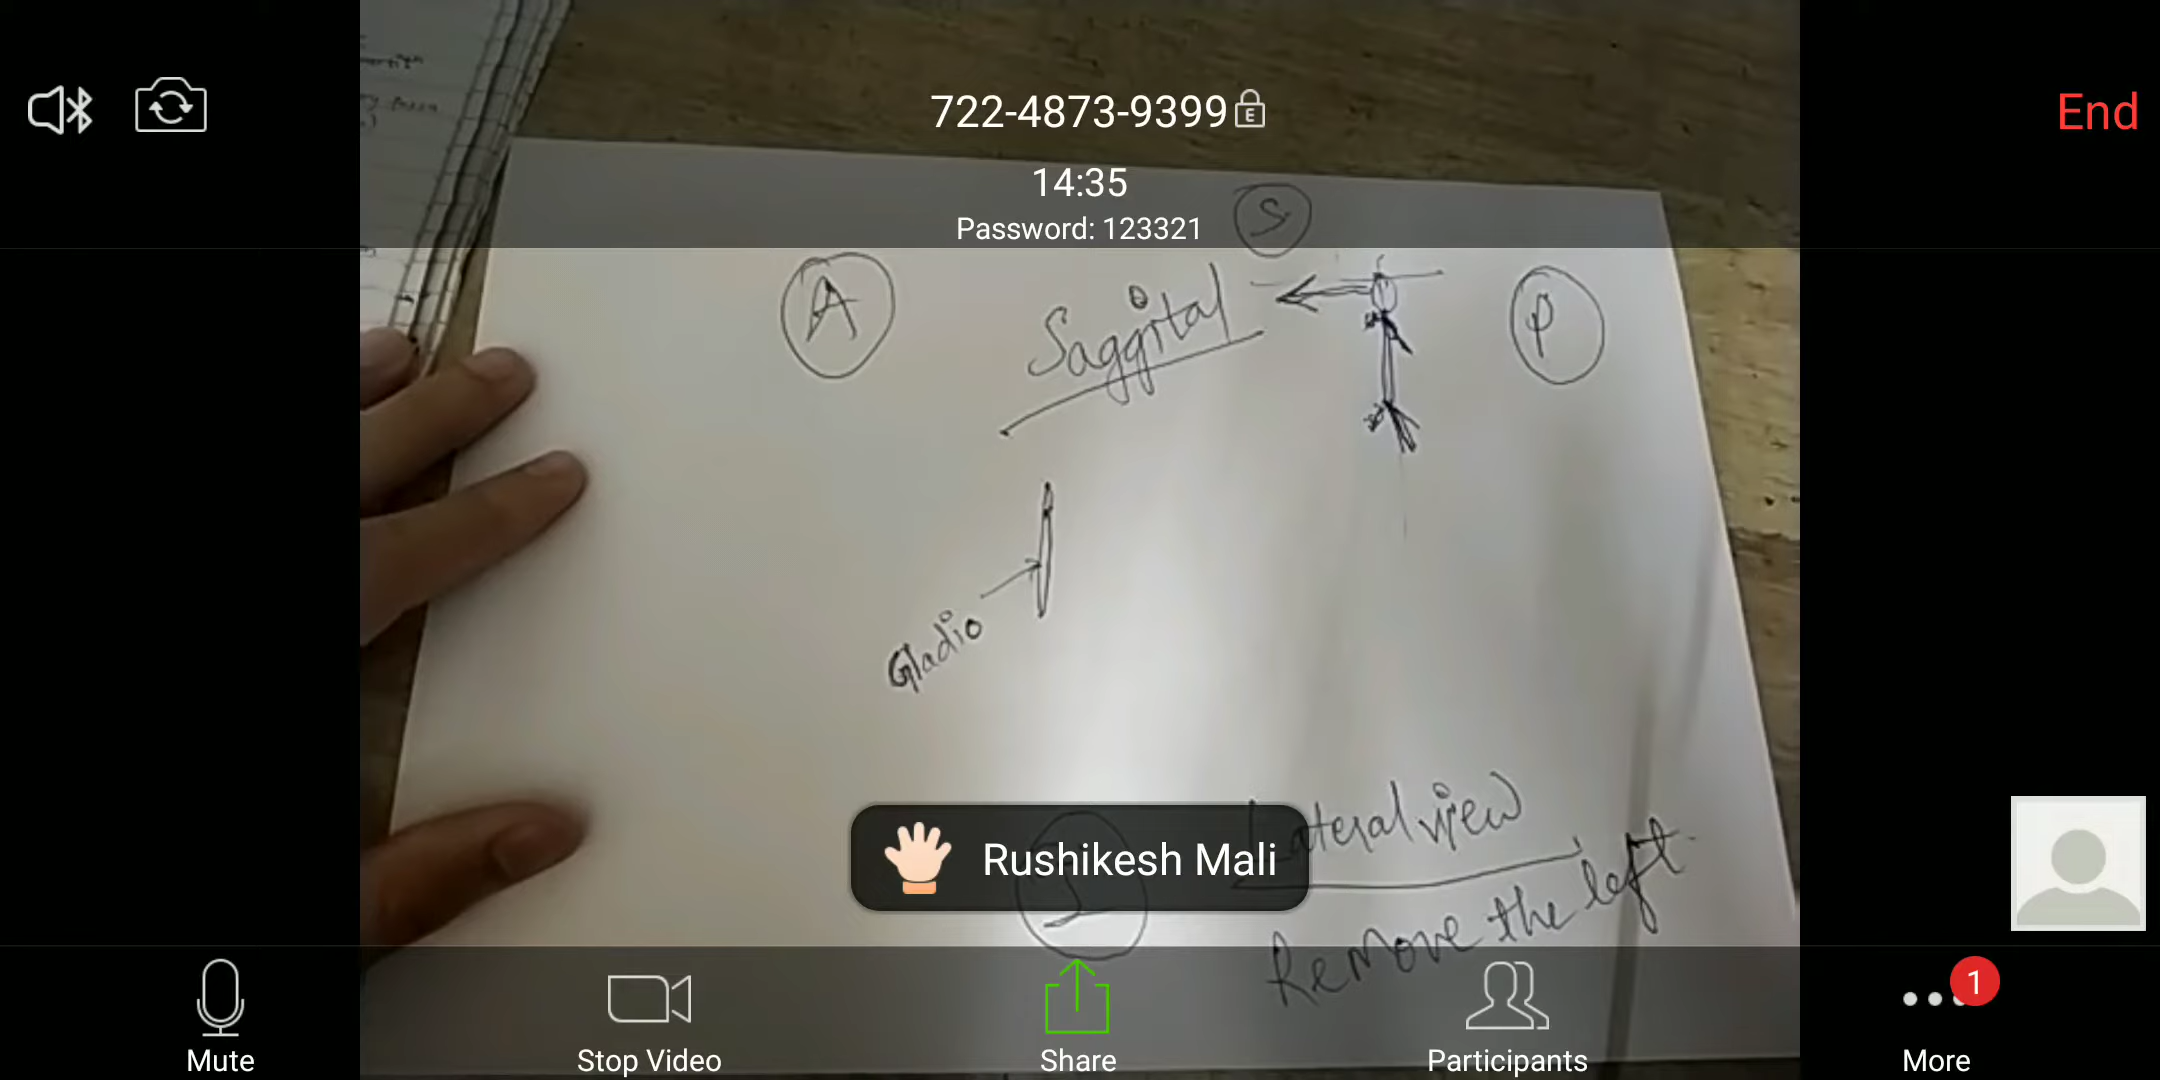 722-4873-9399
E
14:35
Password: 123321
End
S
A
Saggital
P
Gladio
Lateral view
Remove the left
I
Rushikesh Mali
Mute
Stop Video
Share
Participants
1
More